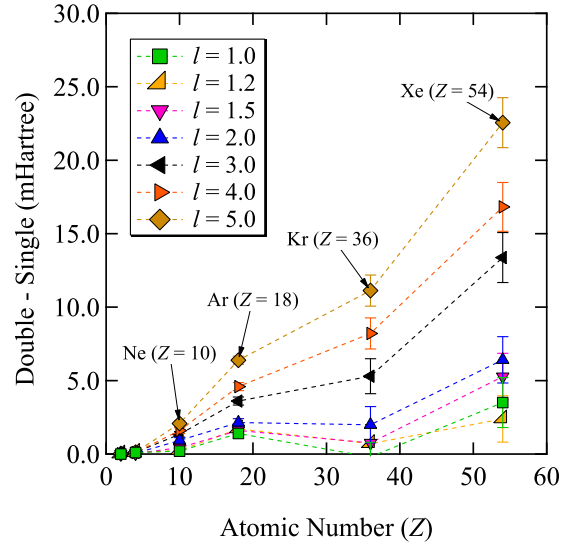 30.0
25.0
20.0
15.0
10.0
5.0
0.0
Double - Single (mHartree)
l = 1.0
l = 1.2
l = 1.5
l = 2.0
l = 3.0
l = 4.0
l = 5.0
Xe (Z = 54)
Kr (Z = 36)
Ar (Z = 18)
Ne (Z = 10)
0 10 20 30 40 50 60
Atomic Number (Z)